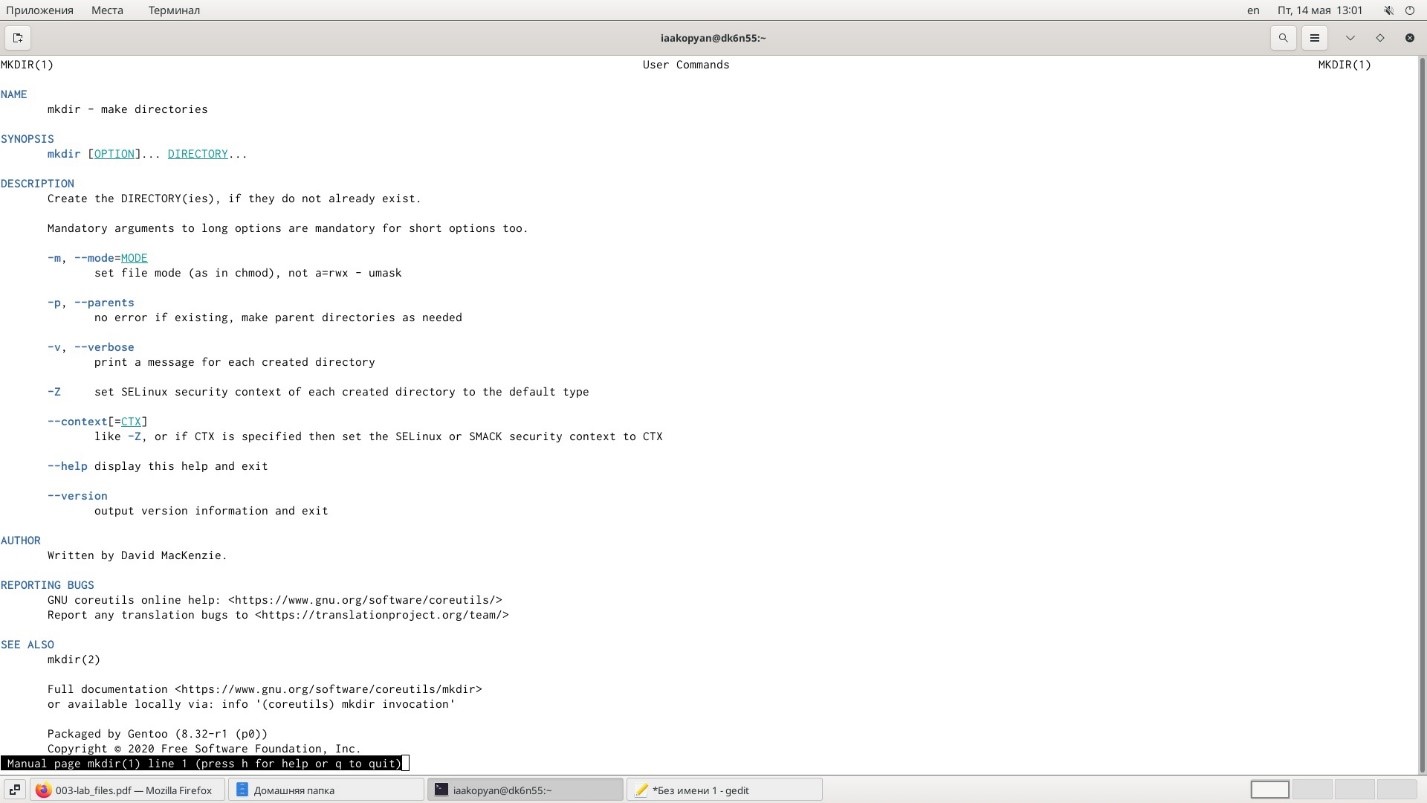 Приложения Места Терминал en Пт, 14 мая 13:01
iaakopyan@dk6n55:~
MKDIR(1) User Commands MKDIR(1)
NAME
mkdir - make directories
SYNOPSIS
mkdir [OPTION]... DIRECTORY...
DESCRIPTION
Create the DIRECTORY(ies), if they do not already exist.
Mandatory arguments to long options are mandatory for short options too.
-m, --mode=MODE
set file mode (as in chmod), not a=rwx - umask
-p, --parents
no error if existing, make parent directories as needed
-v, --verbose
print a message for each created directory
-Z set SELinux security context of each created directory to the default type
--context[=CTX]
like -Z, or if CTX is specified then set the SELinux or SMACK security context to CTX
--help display this help and exit
--version
output version information and exit
AUTHOR
Written by David MacKenzie.
REPORTING BUGS
GNU coreutils online help: <https://www.gnu.org/software/coreutils/>
Report any translation bugs to <https://translationproject.org/team/>
SEE ALSO
mkdir(2)
Full documentation <https://www.gnu.org/software/coreutils/mkdir>
or available locally via: info '(coreutils) mkdir invocation'
Packaged by Gentoo (8.32-r1 (p0))
Copyright © 2020 Free Software Foundation, Inc.
Manual page mkdir(1) line 1 (press h for help or q to quit)
003-lab_files.pdf — Mozilla Firefox Домашняя папка iaakopyan@dk6n55:~ *Без имени 1 - gedit